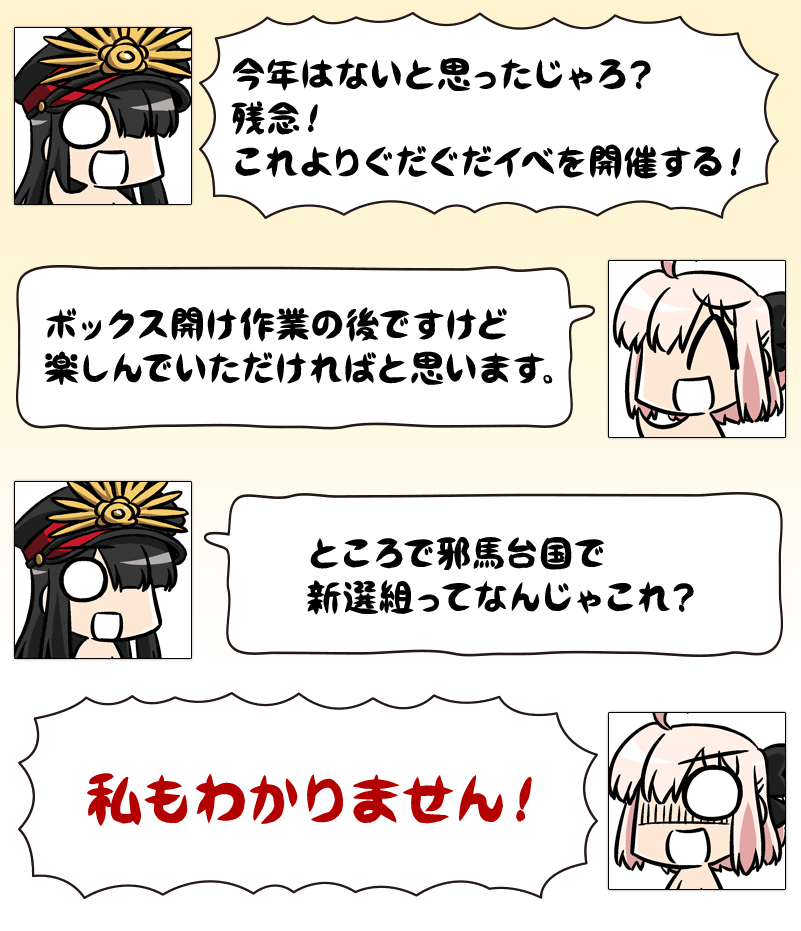 今年はないと思ったじゃろ？
残念！
これよりぐだぐだイベを開催する！
ボックス開け作業の後ですけど
楽しんでいただければと思います。
ところで邪馬台国で
新選組ってなんじゃこれ？
私もわかりません！